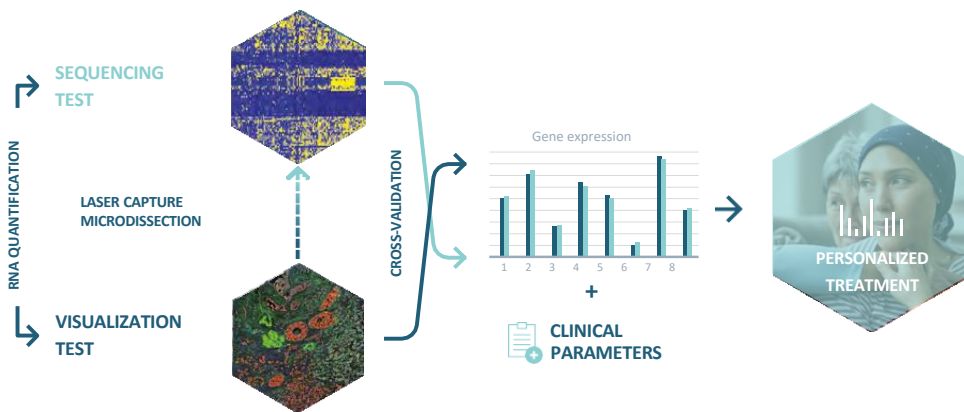 RNA QUANTIFICATION
SEQUENCING
TEST
LASER CAPTURE
MICRODISSECTION
VISUALIZATION
TEST
CROSS-VALIDATION
Gene expression
1 2 3 4 5 6 7 8
+
CLINICAL
PARAMETERS
PERSONALIZED
TREATMENT